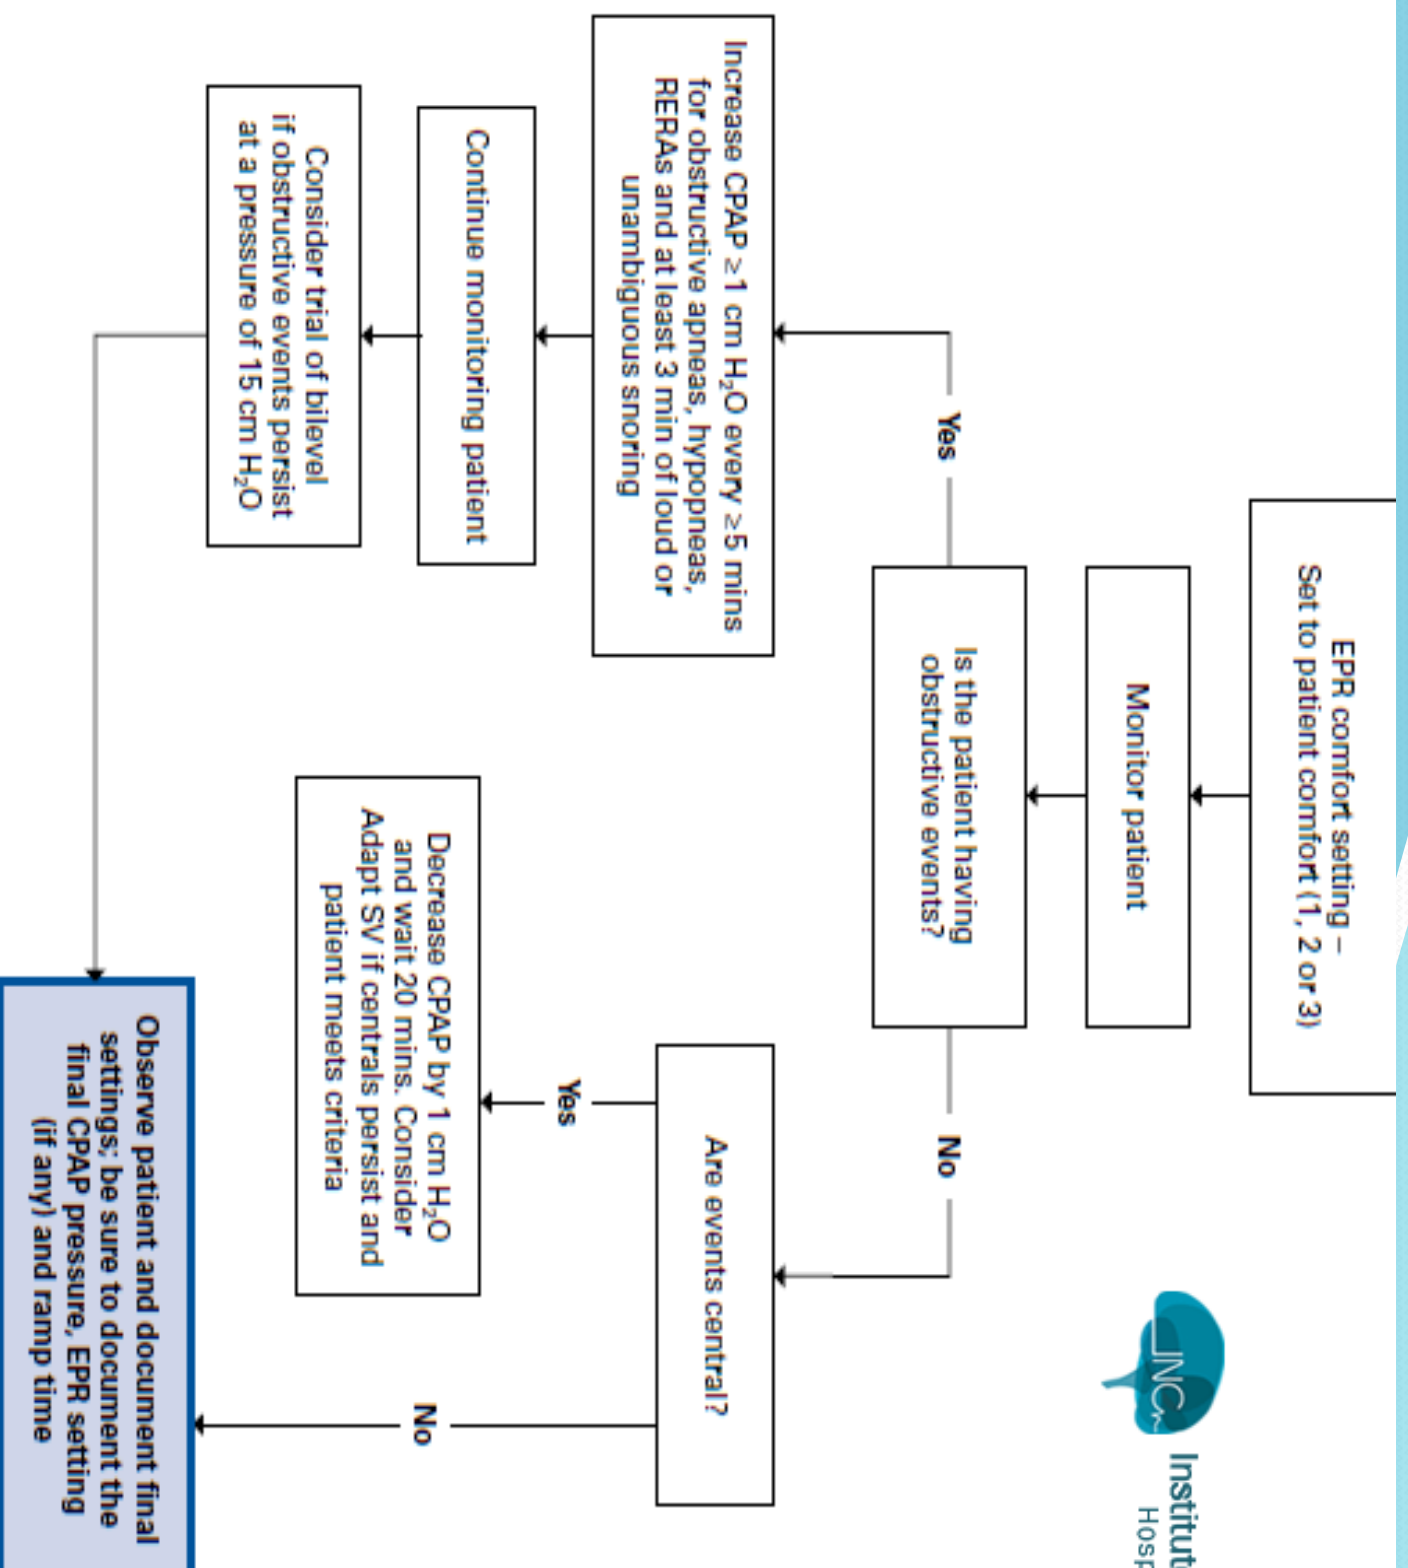 EPR comfort setting –
Set to patient comfort (1, 2 or 3)
Monitor patient
Is the patient having
obstructive events?
Yes
No
Increase CPAP ≥1 cm H₂O every ≥5 mins
for obstructive apneas, hypopneas,
RERAs and at least 3 min of loud or
unambiguous snoring
Continue monitoring patient
Consider trial of bilevel
if obstructive events persist
at a pressure of 15 cm H₂O
Are events central?
Yes
No
Decrease CPAP by 1 cm H₂O
and wait 20 mins. Consider
Adapt SV if centrals persist and
patient meets criteria
Observe patient and document final
settings; be sure to document the
final CPAP pressure, EPR setting
(if any) and ramp time
INC